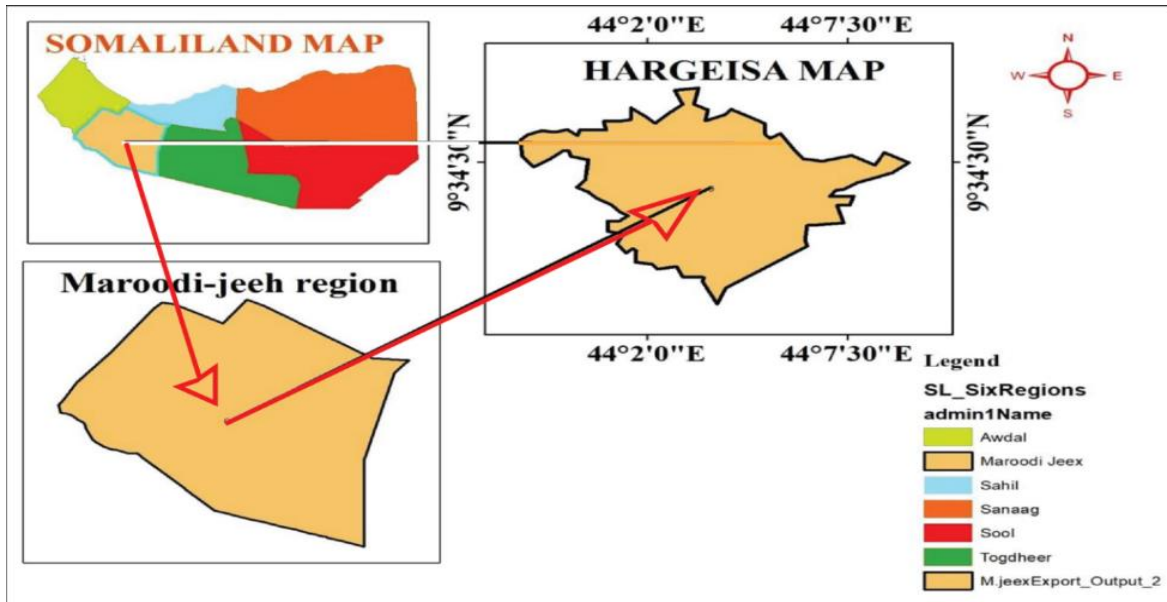 SOMALILAND MAP
44°2'0"E
44°7'30"E
HARGEISA MAP
9°34'30"N
9°34'30"N
44°2'0"E
44°7'30"E
N
W
E
S
Maroodi-jeeh region
Legend
SL_SixRegions
admin1Name
Awdal
Maroodi Jeex
Sahil
Sanaag
Sool
Togdheer
M.jeexExport_Output_2